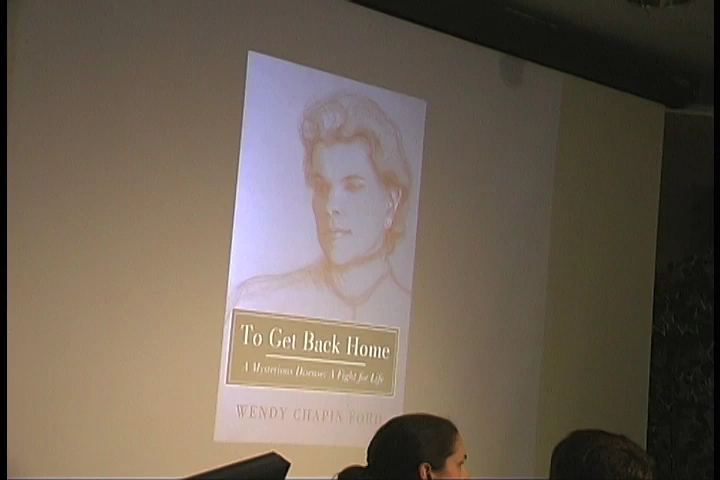 To Get Back Home
A Mysterious Disease: A Fight for Life
WENDY CHAPIN FORD